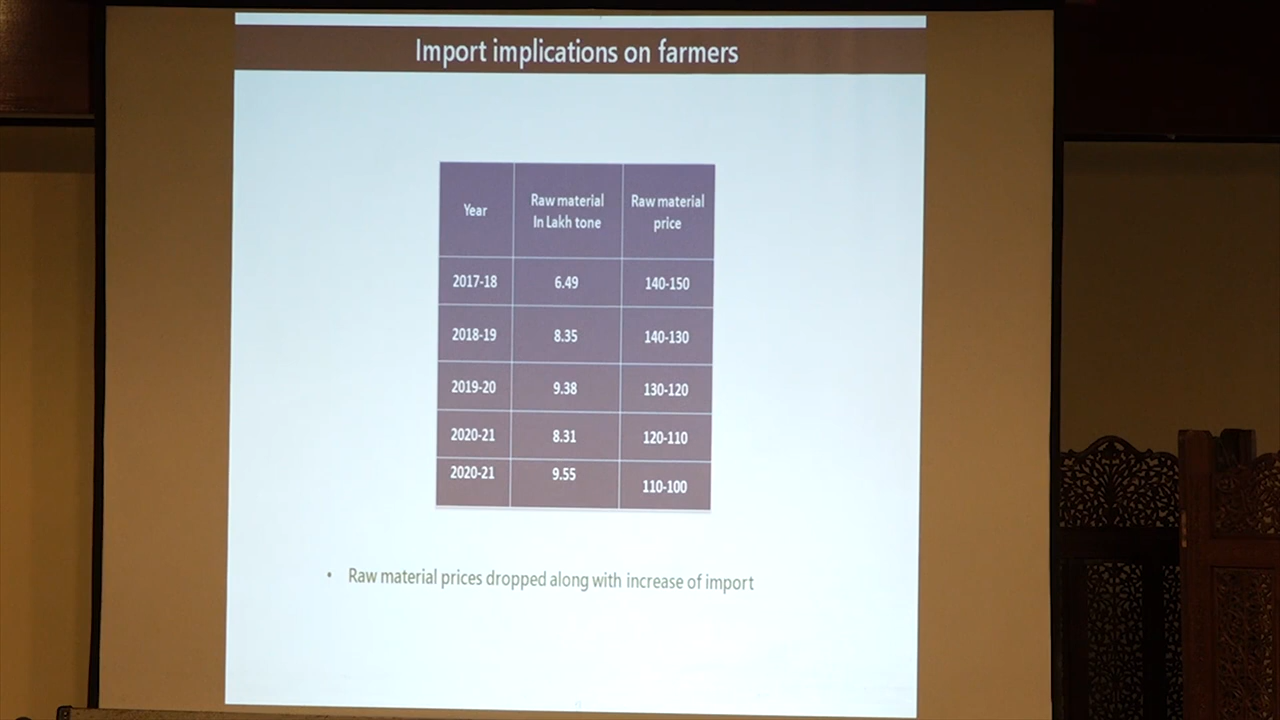 Import implications on farmers
Year
Raw material
In Lakh tone
Raw material
price
2017-18
6.49
140-150
2018-19
8.35
140-130
2019-20
9.38
130-120
2020-21
8.31
120-110
2020-21
9.55
110-100
• Raw material prices dropped along with increase of import